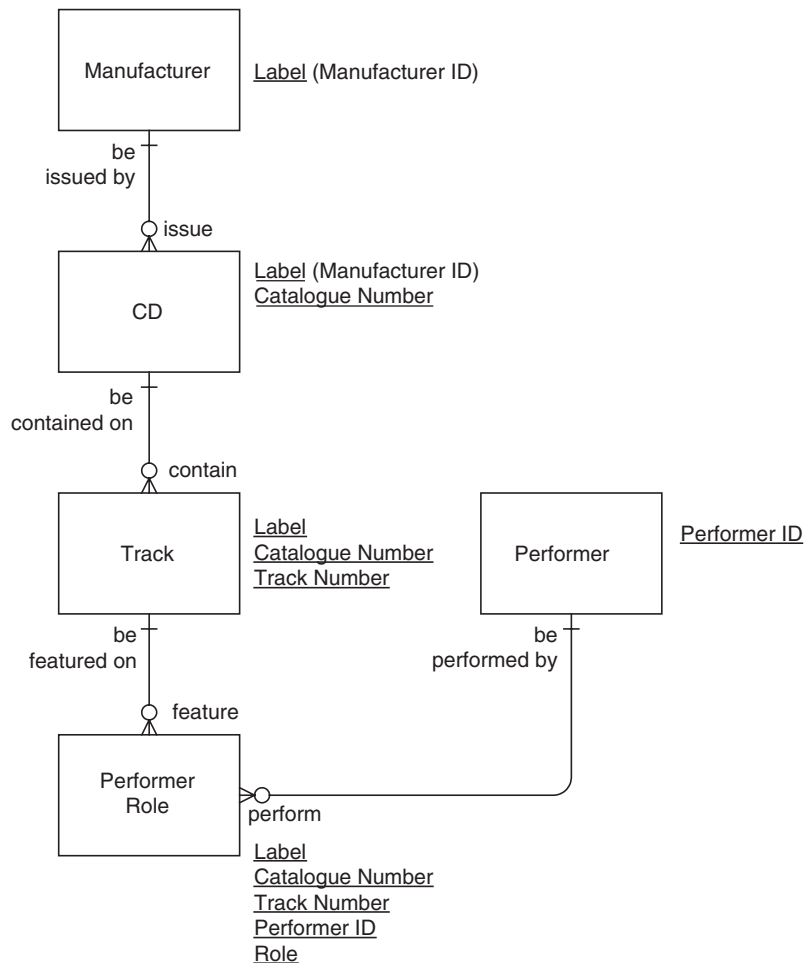 Manufacturer
Label (Manufacturer ID)
be
issued by
issue
CD
Label (Manufacturer ID)
Catalogue Number
be
contained on
contain
Track
Label
Catalogue Number
Track Number
Performer
Performer ID
be
featured on
feature
be
performed by
Performer
Role
perform
Label
Catalogue Number
Track Number
Performer ID
Role